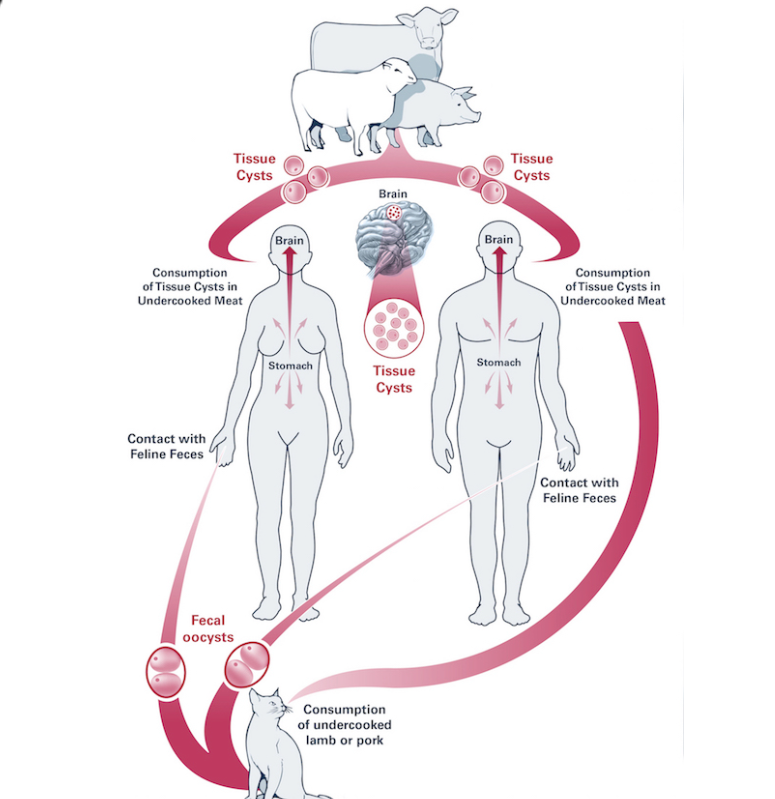 Tissue
Cysts
Tissue
Cysts
Brain
Brain
Brain
Consumption
of Tissue Cysts in
Undercooked Meat
Consumption
of Tissue Cysts in
Undercooked Meat
Stomach
Stomach
Tissue
Cysts
Contact with
Feline Feces
Contact with
Feline Feces
Fecal
oocysts
Consumption
of undercooked
lamb or pork